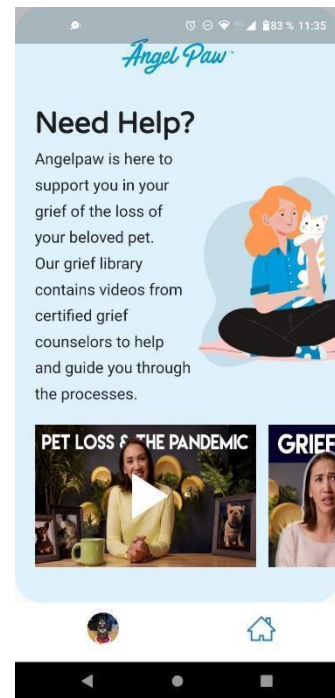 83 % 11:35
Angel Paw
Need Help?
Angelpaw is here to
support you in your
grief of the loss of
your beloved pet.
Our grief library
contains videos from
certified grief
counselors to help
and guide you through
the processes.
PET LOSS & THE PANDEMIC
GRIEF